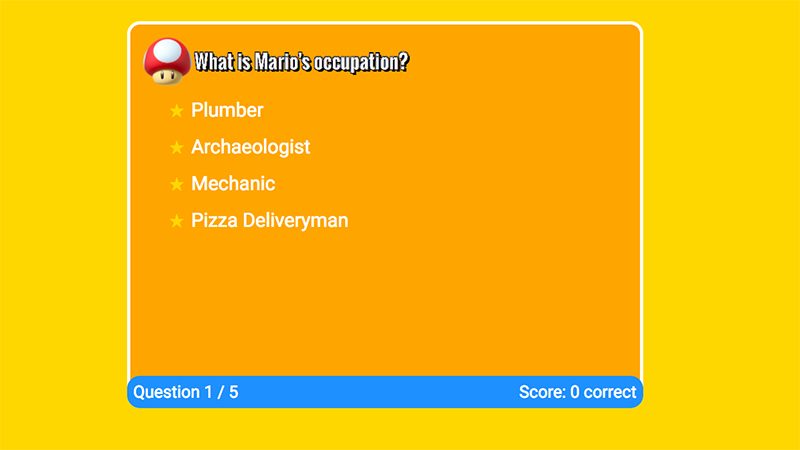 What is Mario's occupation?
Plumber
Archaeologist
Mechanic
Pizza Deliveryman
Question 1 / 5
Score: 0 correct